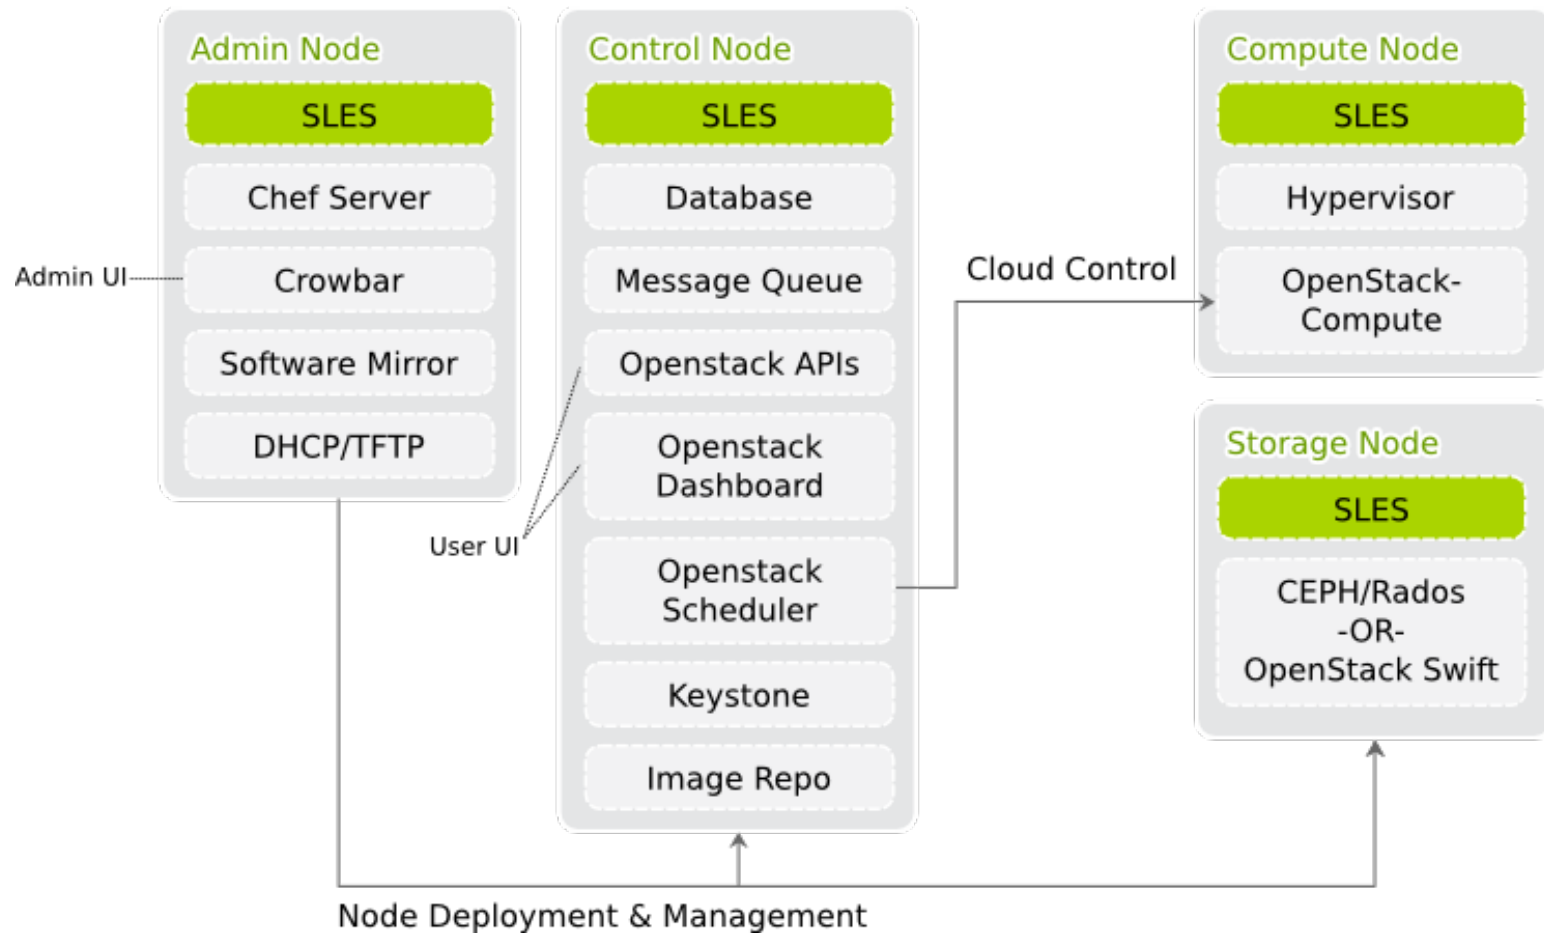 Admin Node
SLES
Chef Server
Crowbar
Software Mirror
DHCP/TFTP
Admin UI
Control Node
SLES
Database
Message Queue
Openstack APIs
Openstack
Dashboard
Openstack
Scheduler
Keystone
Image Repo
User UI
Cloud Control
Compute Node
SLES
Hypervisor
OpenStack-
Compute
Storage Node
SLES
CEPH/Rados
-OR-
OpenStack Swift
Node Deployment & Management